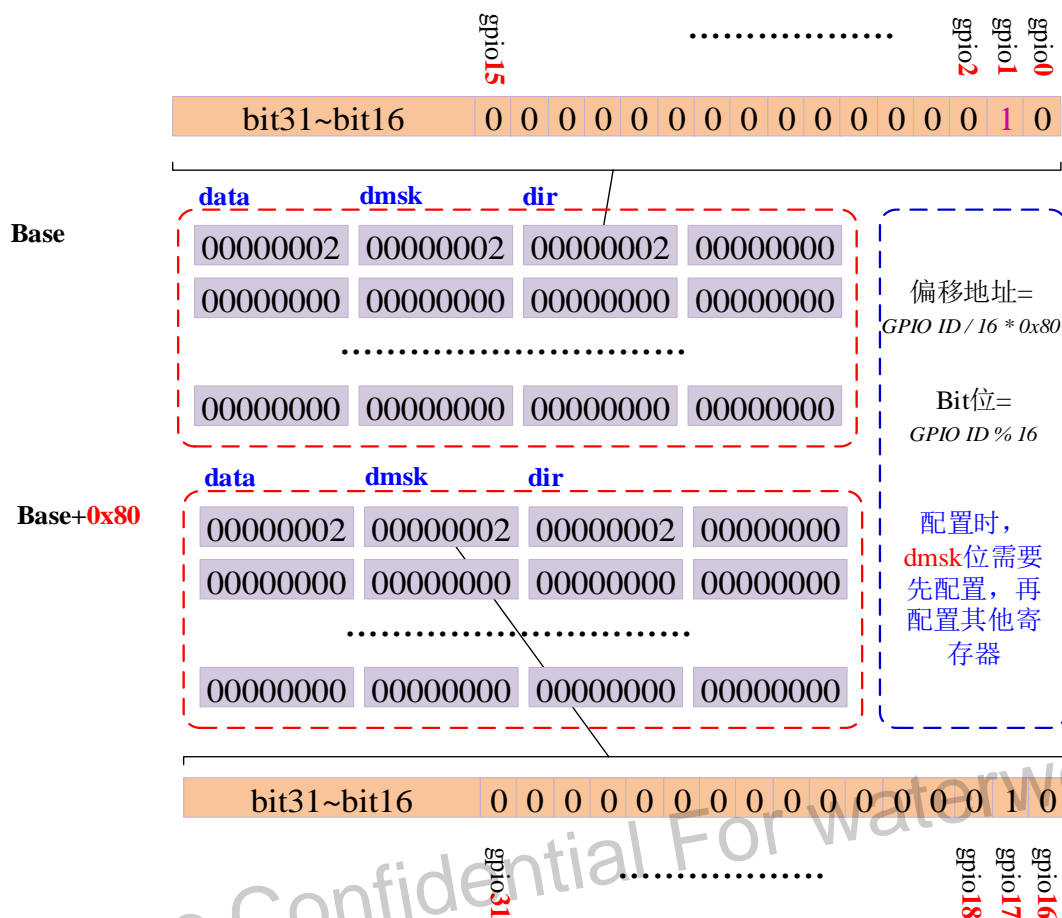 gpio15 ……………… gpio2 gpio1 gpio0
bit31~bit16 0 0 0 0 0 0 0 0 0 0 0 0 0 0 1 0
data dmsk dir
Base
00000002 00000002 00000002 00000000
00000000 00000000 00000000 00000000
…………………………
00000000 00000000 00000000 00000000
data dmsk dir
Base+0x80
00000002 00000002 00000002 00000000
00000000 00000000 00000000 00000000
…………………………
00000000 00000000 00000000 00000000
偏移地址=
GPIO ID / 16 * 0x80
Bit位=
GPIO ID % 16
配置时，
dmsk位需要
先配置，再
配置其他寄
存器
bit31~bit16 0 0 0 0 0 0 0 0 0 0 0 0 0 0 1 0
gpio31 ……………… gpio18 gpio17 gpio16
Confidential For